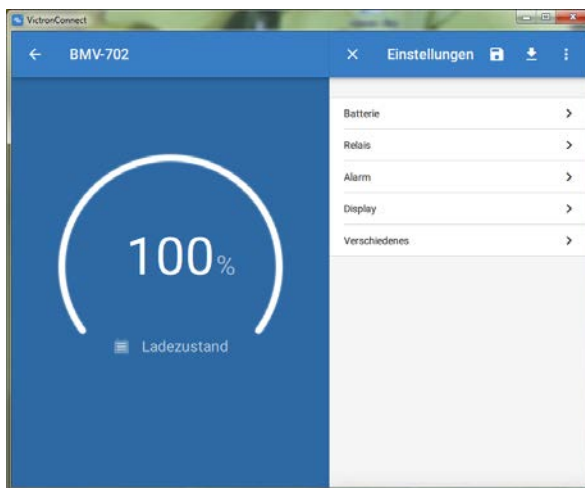 VictronConnect
BMV-702
100%
Ladezustand
Einstellungen
Batterie
Relais
Alarm
Display
Verschiedenes